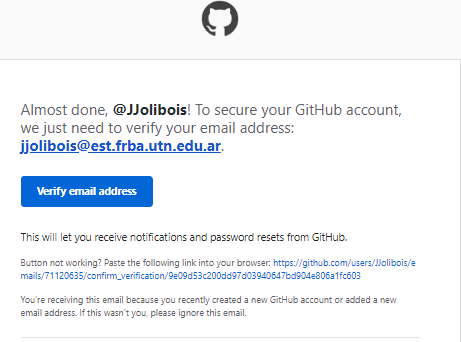 Almost done, @JJolibois! To secure your GitHub account,
we just need to verify your email address:
jjolibois@est.frba.utn.edu.ar.
Verify email address
This will let you receive notifications and password resets from GitHub.
Button not working? Paste the following link into your browser: https://github.com/users/JJolibois/e
mails/71120635/confirm_verification/9e09d53c200dd97d03940647bd904e806a1fc603
You're receiving this email because you recently created a new GitHub account or added a new
email address. If this wasn't you, please ignore this email.